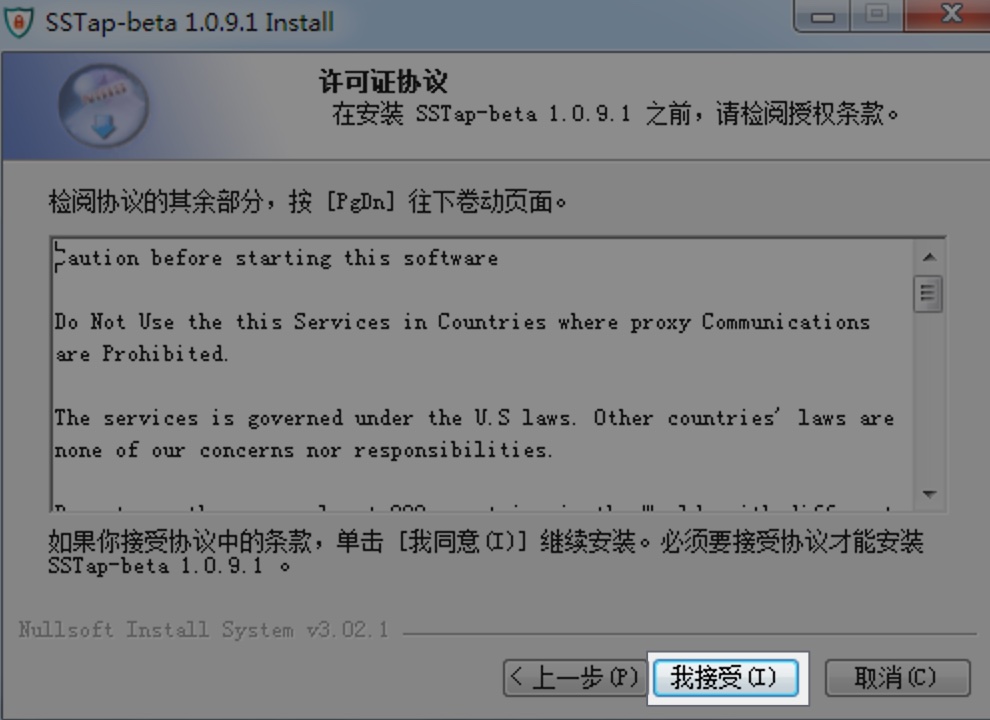 SSTap-beta 1.0.9.1 Install
许可证协议
在安装 SSTap-beta 1.0.9.1 之前，请检阅授权条款。
检阅协议的其余部分，按 [PgDn] 往下卷动页面。
Caution before starting this software
Do Not Use the this Services in Countries where proxy Communications
are Prohibited.
The services is governed under the U.S laws. Other countries' laws are
none of our concerns nor responsibilities.
如果你接受协议中的条款，单击 [我同意(I)] 继续安装。必须要接受协议才能安装
SSTap-beta 1.0.9.1 。
Nullsoft Install System v3.02.1
< 上一步(P) 我接受(I) 取消(C)